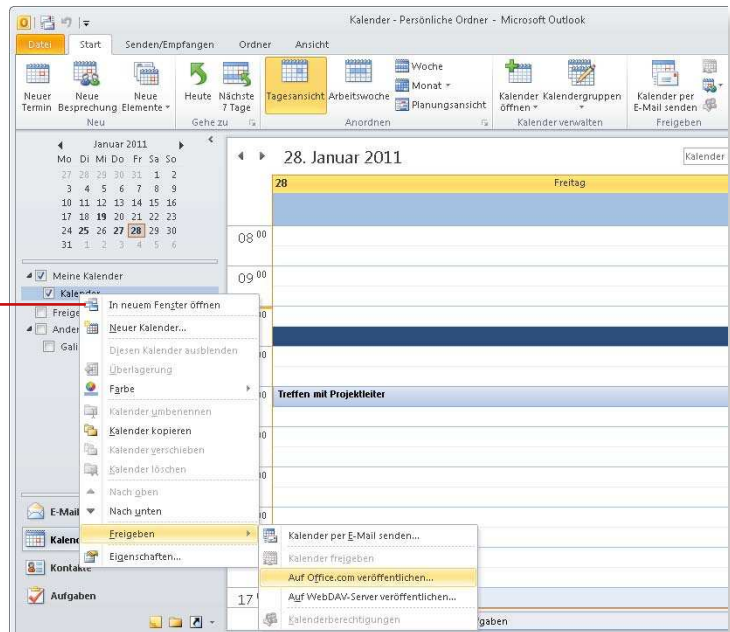 Kalender - Persönliche Ordner - Microsoft Outlook
Datei Start Senden/Empfangen Ordner Ansicht
Neuer Termin
Neue Besprechung
Neue Elemente
Neu
Heute
Nächste 7 Tage
Gehe zu
Tagesansicht
Arbeitswoche
Woche
Monat
Planungsansicht
Anordnen
Kalender öffnen
Kalendergruppen
Kalender verwalten
Kalender per E-Mail senden
Freigeben
Januar 2011
Mo Di Mi Do Fr Sa So
27 28 29 30 31 1 2
3 4 5 6 7 8 9
10 11 12 13 14 15 16
17 18 19 20 21 22 23
24 25 26 27 28 29 30
31 1 2 3 4 5 6
28. Januar 2011
Kalender
28 Freitag
08 00
09 00
Treffen mit Projektleiter
17
Meine Kalender
Kalender
Freige
Ander
Gali
In neuem Fenster öffnen
Neuer Kalender...
Diesen Kalender ausblenden
Überlagerung
Farbe
Kalender umbenennen
Kalender kopieren
Kalender verschieben
Kalender löschen
Nach oben
Nach unten
Freigeben
Eigenschaften...
Kalender per E-Mail senden...
Kalender freigeben
Auf Office.com veröffentlichen...
Auf WebDAV-Server veröffentlichen...
Kalenderberechtigungen
E-Mail
Kalend
Kontakte
Aufgaben
gaben